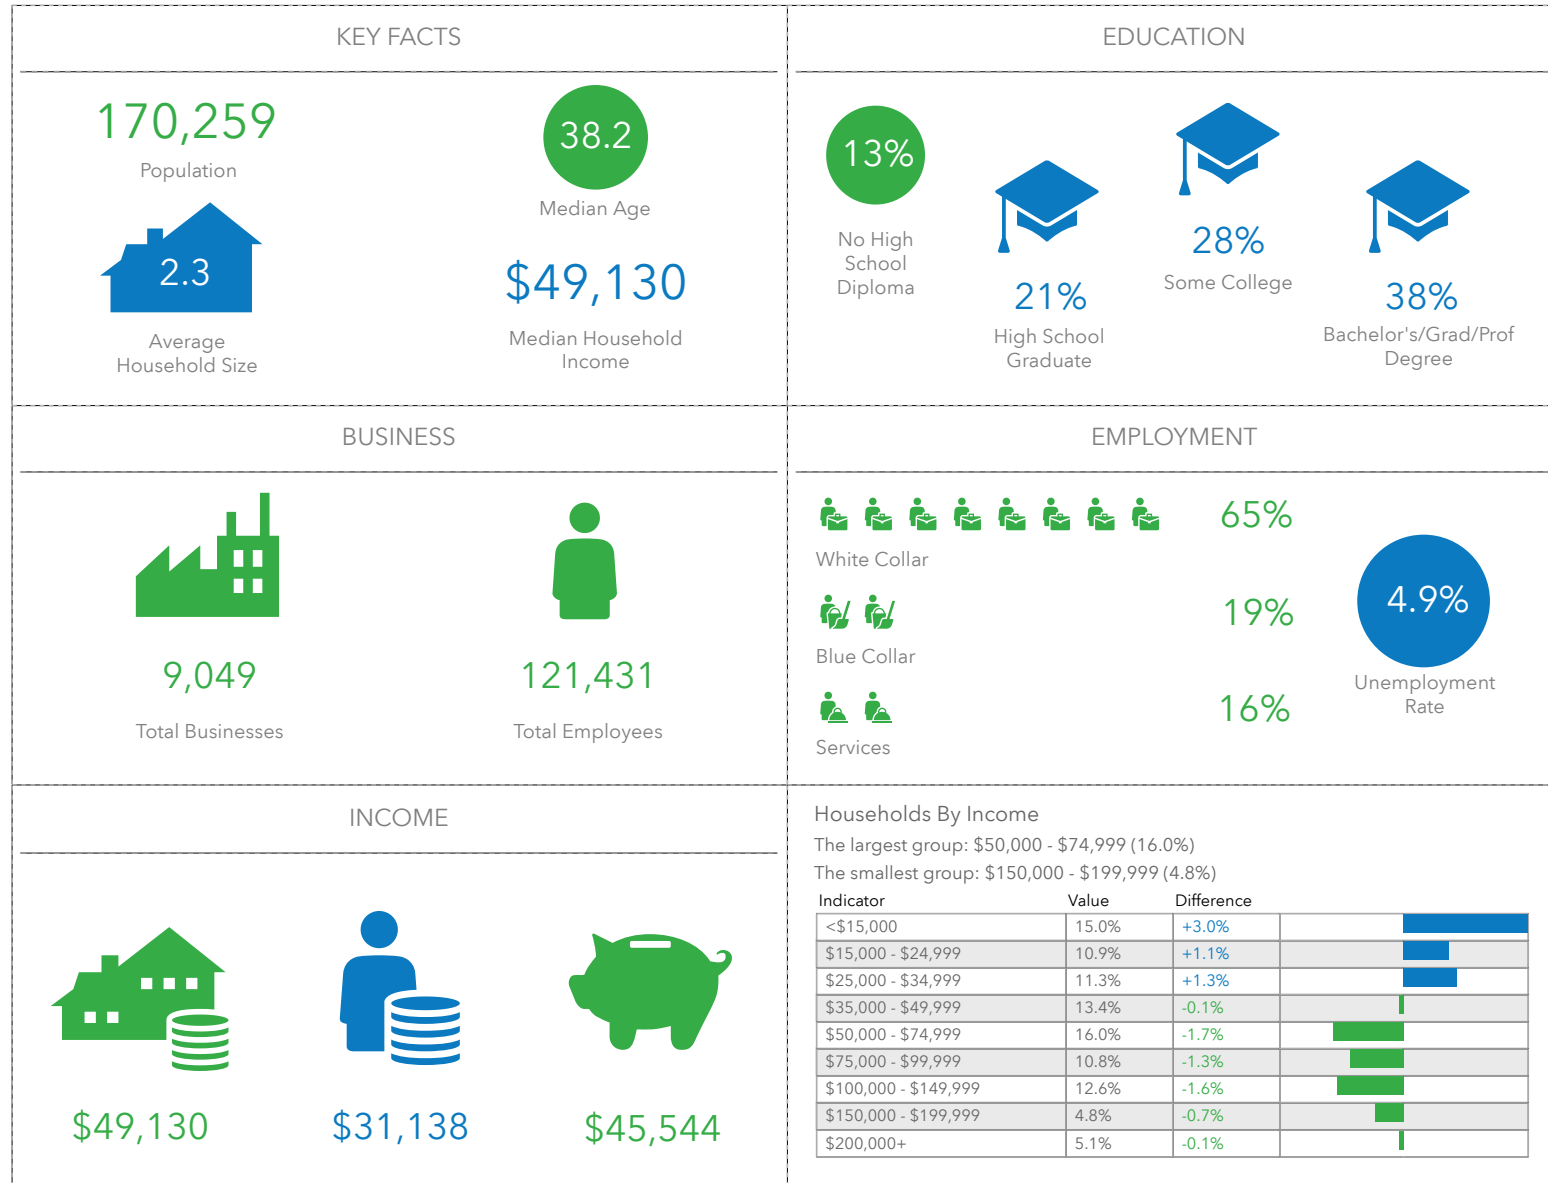 KEY FACTS
170,259
Population
38.2
Median Age
2.3
Average
Household Size
$49,130
Median Household
Income
EDUCATION
13%
No High
School
Diploma
21%
High School
Graduate
28%
Some College
38%
Bachelor's/Grad/Prof
Degree
BUSINESS
9,049
Total Businesses
121,431
Total Employees
EMPLOYMENT
65%
White Collar
19%
Blue Collar
16%
Services
4.9%
Unemployment
Rate
INCOME
$49,130
$31,138
$45,544
Households By Income
The largest group: $50,000 - $74,999 (16.0%)
The smallest group: $150,000 - $199,999 (4.8%)
Indicator Value Difference
<$15,000 15.0% +3.0%
$15,000 - $24,999 10.9% +1.1%
$25,000 - $34,999 11.3% +1.3%
$35,000 - $49,999 13.4% -0.1%
$50,000 - $74,999 16.0% -1.7%
$75,000 - $99,999 10.8% -1.3%
$100,000 - $149,999 12.6% -1.6%
$150,000 - $199,999 4.8% -0.7%
$200,000+ 5.1% -0.1%